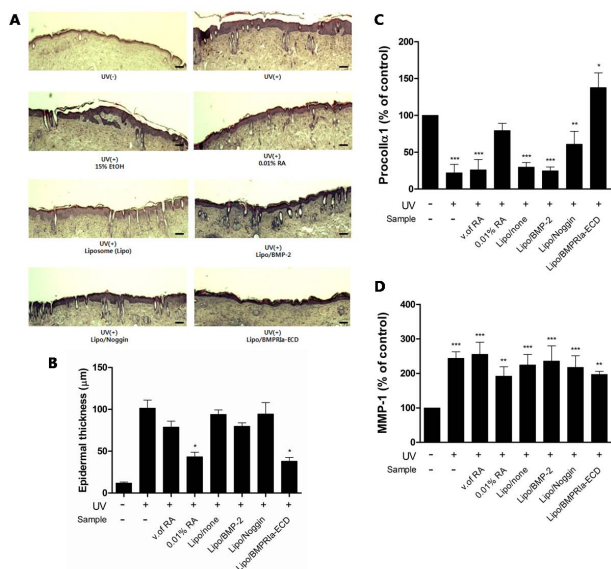 A
UV(-)
UV(+)
UV(+)
15% EtOH
UV(+)
0.01% RA
UV(+)
Liposome (Lipo)
UV(+)
Lipo/BMP-2
UV(+)
Lipo/Noggin
UV(+)
Lipo/BMPRIa-ECD
B
Epidermal thickness (μm)
150
100
50
0
UV
- + + + + + + +
Sample
-
-
v.of RA
0.01% RA
Lipo/none
Lipo/BMP-2
Lipo/Noggin
Lipo/BMPRIa-ECD
*
*
C
Procollα1 (% of control)
200
150
100
50
0
*** *** *** *** ** *
UV
- + + + + + + +
Sample
-
-
v.of RA
0.01% RA
Lipo/none
Lipo/BMP-2
Lipo/Noggin
Lipo/BMPRIa-ECD
D
MMP-1 (% of control)
400
300
200
100
0
*** *** ** *** *** *** **
UV
- + + + + + + +
Sample
-
-
v.of RA
0.01% RA
Lipo/none
Lipo/BMP-2
Lipo/Noggin
Lipo/BMPRIa-ECD